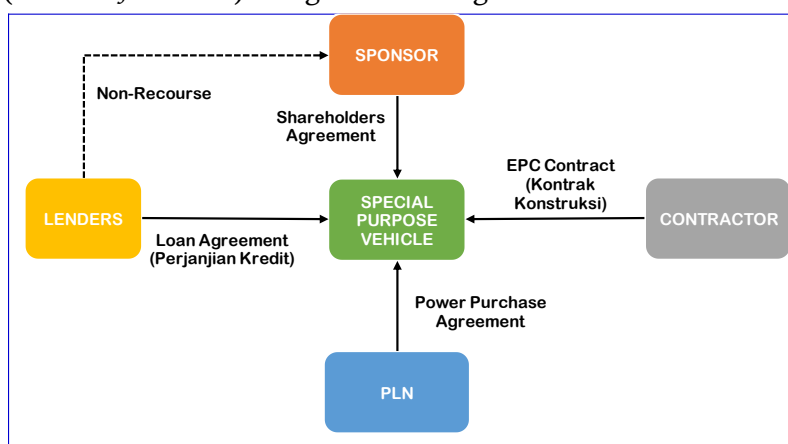 SPONSOR
Non-Recourse
Shareholders
Agreement
EPC Contract
(Kontrak
Konstruksi)
LENDERS
SPECIAL
PURPOSE
VEHICLE
CONTRACTOR
Loan Agreement
(Perjanjian Kredit)
Power Purchase
Agreement
PLN